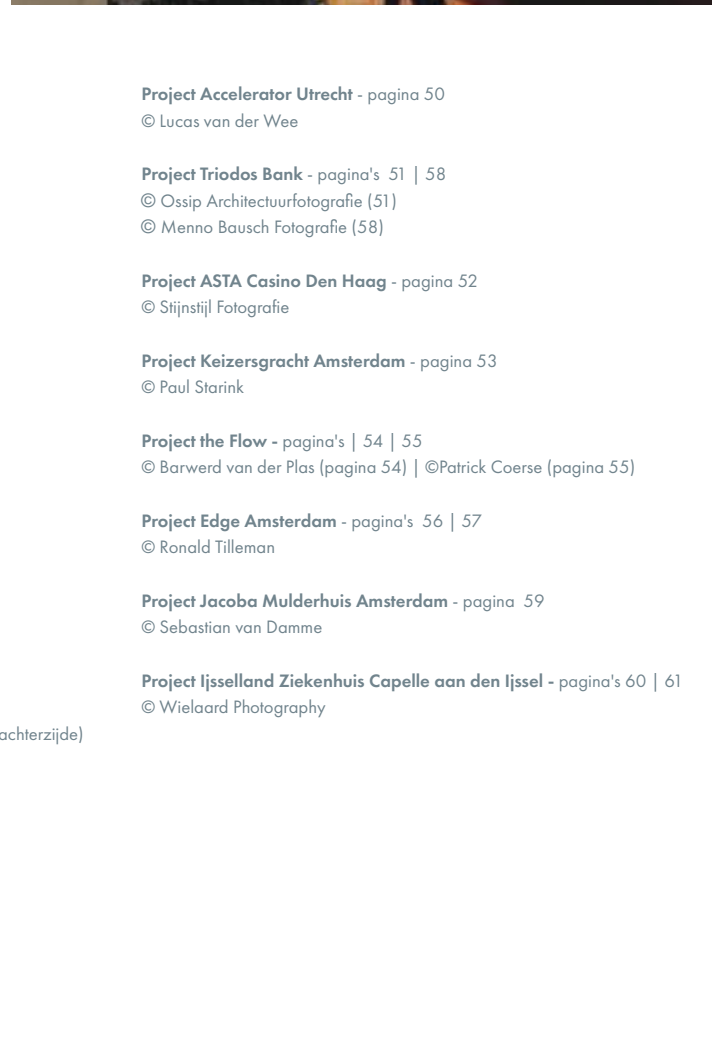 Project Accelerator Utrecht - pagina 50
© Lucas van der Wee
Project Triodos Bank - pagina's  51 | 58
© Ossip Architectuurfotografie (51)
© Menno Bausch Fotografie (58)
Project ASTA Casino Den Haag - pagina 52
© Stijnstijl Fotografie
Project Keizersgracht Amsterdam - pagina 53
© Paul Starink
Project the Flow - pagina's | 54 | 55
© Barwerd van der Plas (pagina 54) | ©Patrick Coerse (pagina 55)
Project Edge Amsterdam - pagina's  56 | 57
© Ronald Tilleman
Project Jacoba Mulderhuis Amsterdam - pagina  59
© Sebastian van Damme
Project Ijsselland Ziekenhuis Capelle aan den Ijssel - pagina's 60 | 61
© Wielaard Photography
achterzijde)